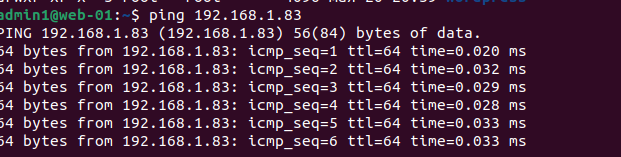 admin1@web-01:~$ ping 192.168.1.83
PING 192.168.1.83 (192.168.1.83) 56(84) bytes of data.
64 bytes from 192.168.1.83: icmp_seq=1 ttl=64 time=0.020 ms
64 bytes from 192.168.1.83: icmp_seq=2 ttl=64 time=0.032 ms
64 bytes from 192.168.1.83: icmp_seq=3 ttl=64 time=0.029 ms
64 bytes from 192.168.1.83: icmp_seq=4 ttl=64 time=0.028 ms
64 bytes from 192.168.1.83: icmp_seq=5 ttl=64 time=0.033 ms
64 bytes from 192.168.1.83: icmp_seq=6 ttl=64 time=0.033 ms